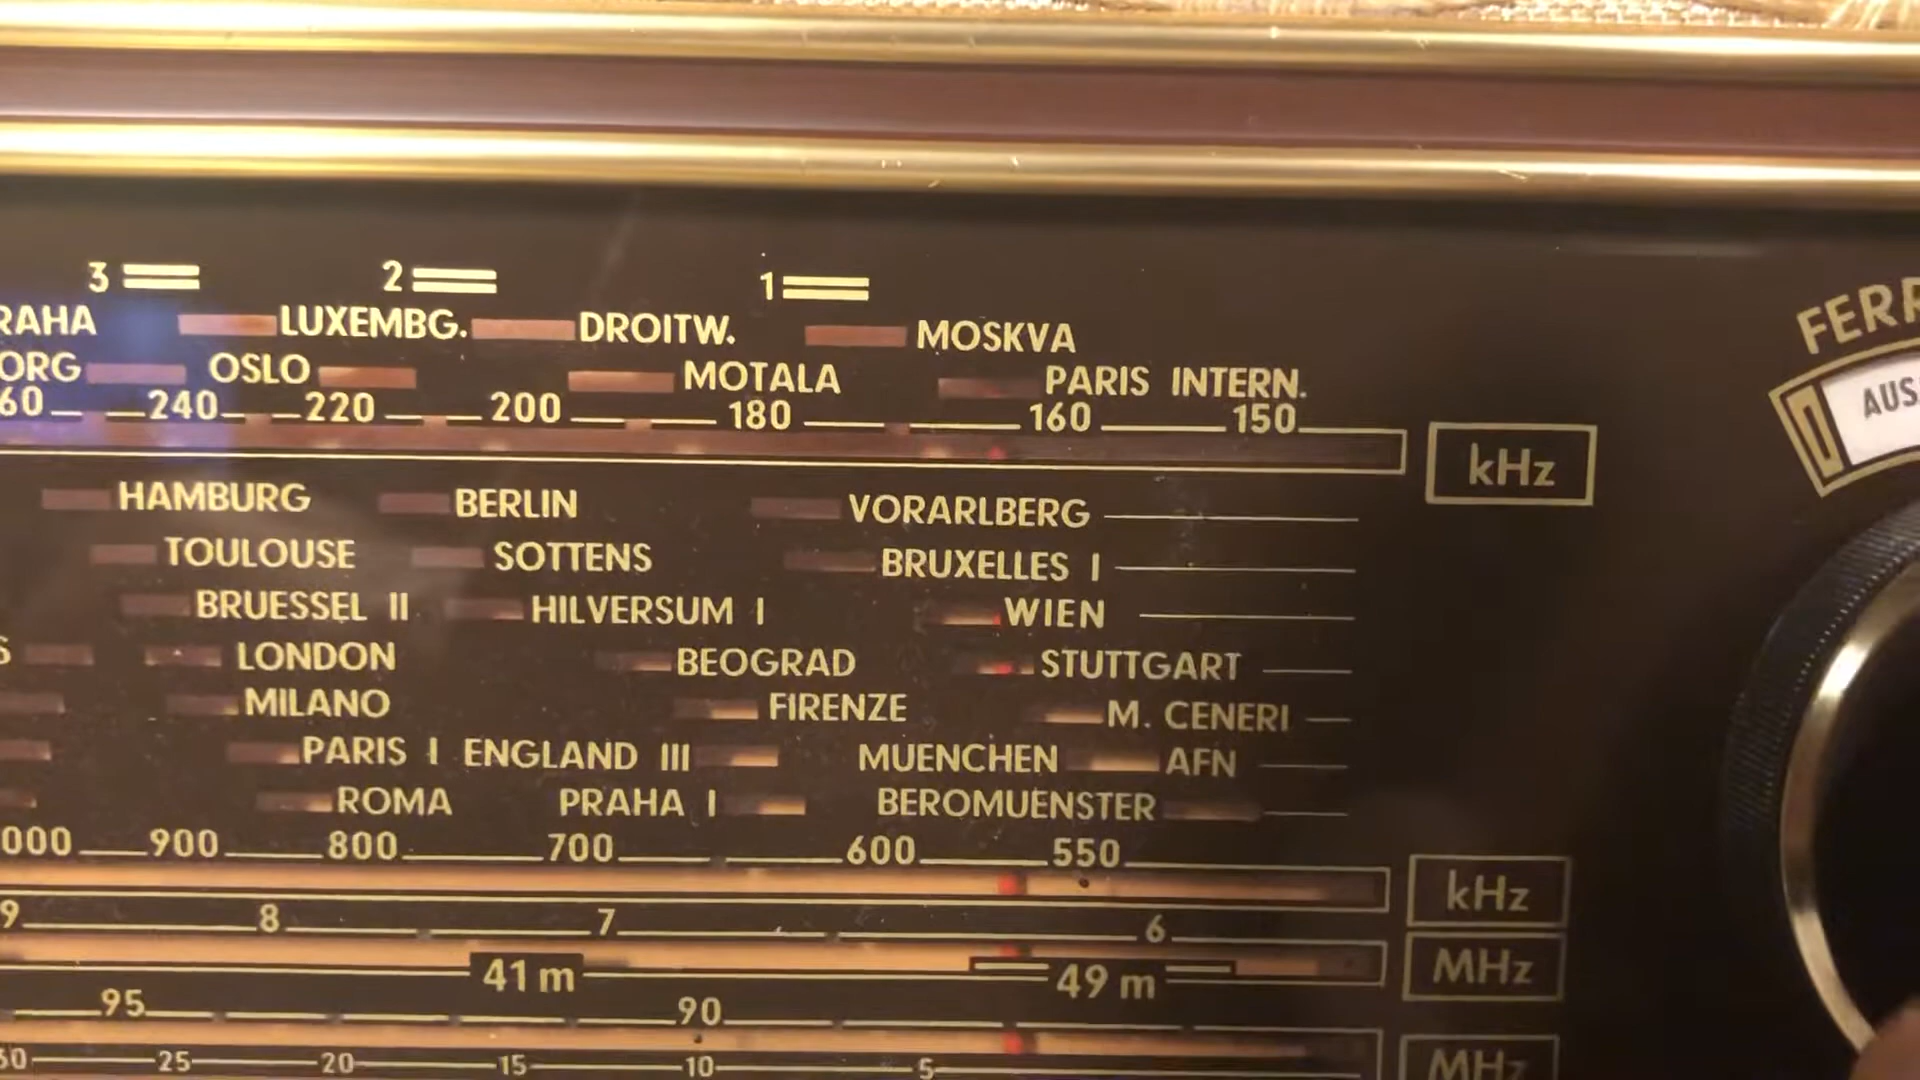 3 2 1
RAHA LUXEMBG. DROITW. MOSKVA
ORG OSLO MOTALA PARIS INTERN.
60 240 220 200 180 160 150
kHz
FERR
AUS
HAMBURG BERLIN VORARLBERG
TOULOUSE SOTTENS BRUXELLES I
BRUESSEL II HILVERSUM I WIEN
S LONDON BEOGRAD STUTTGART
MILANO FIRENZE M. CENERI
PARIS I ENGLAND III MUENCHEN AFN
ROMA PRAHA I BEROMUENSTER
000 900 800 700 600 550
kHz
9 8 7 6
41 m 49 m MHz
95 90
30 25 20 15 10 5
MHz